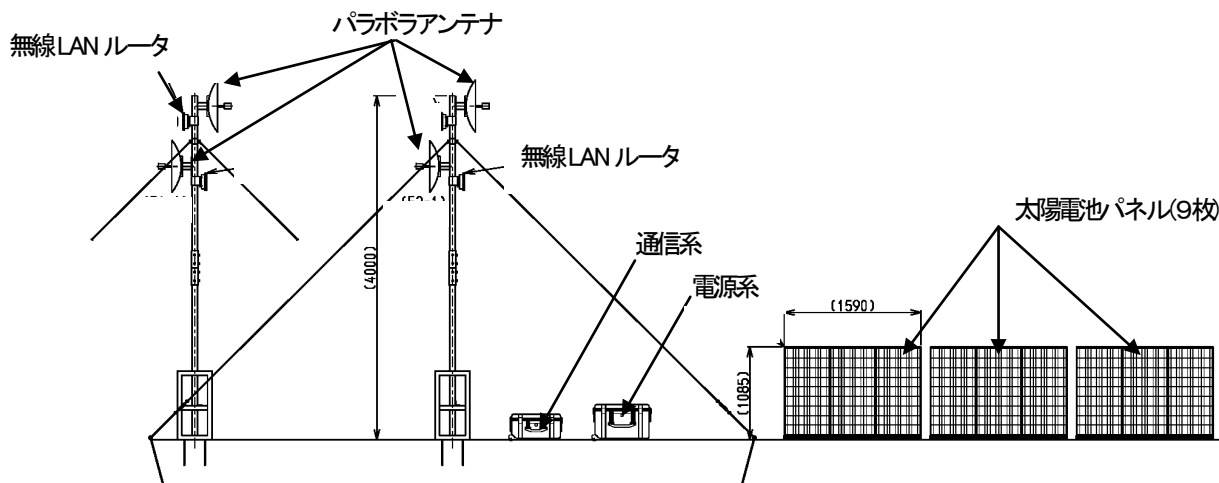 パラボラアンテナ
無線LAN ルータ
無線LAN ルータ
太陽電池パネル(9枚)
通信系
電源系
(4000)
(1590)
(1085)